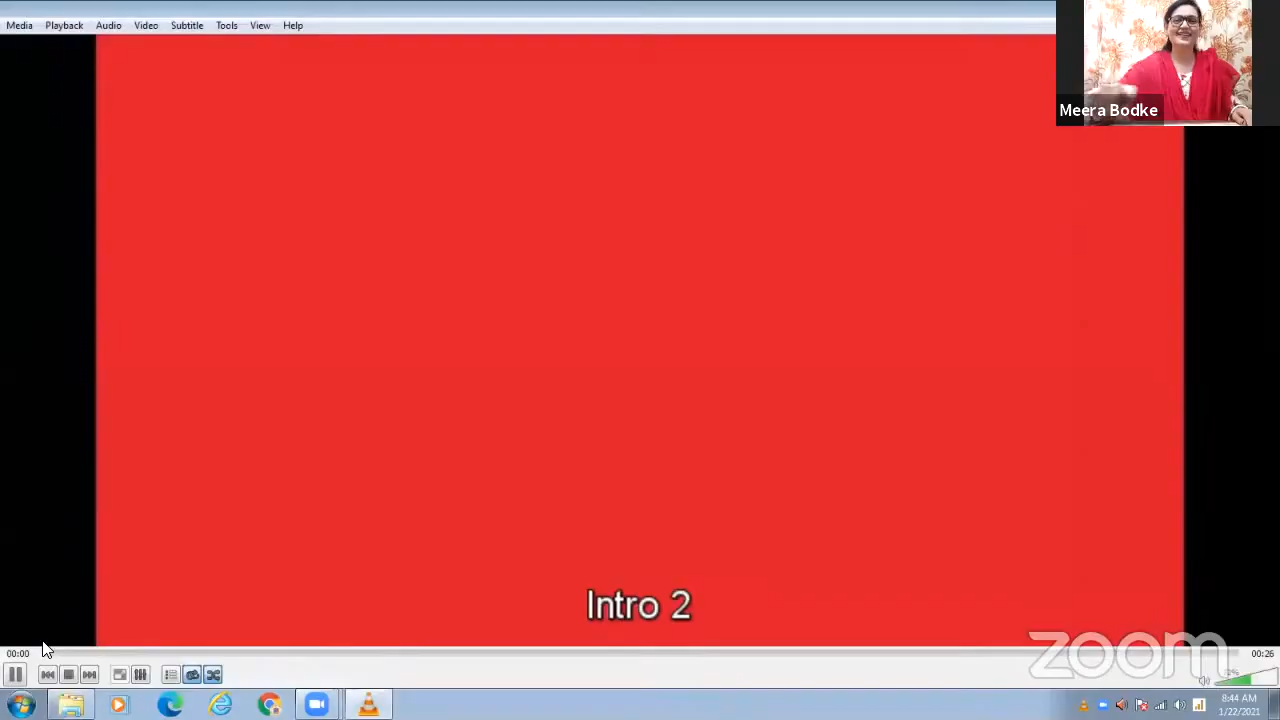 Media Playback Audio Video Subtitle Tools View Help
Meera Bodke
Intro 2
zoom
00:00
00:26
8:44 AM
1/22/2021